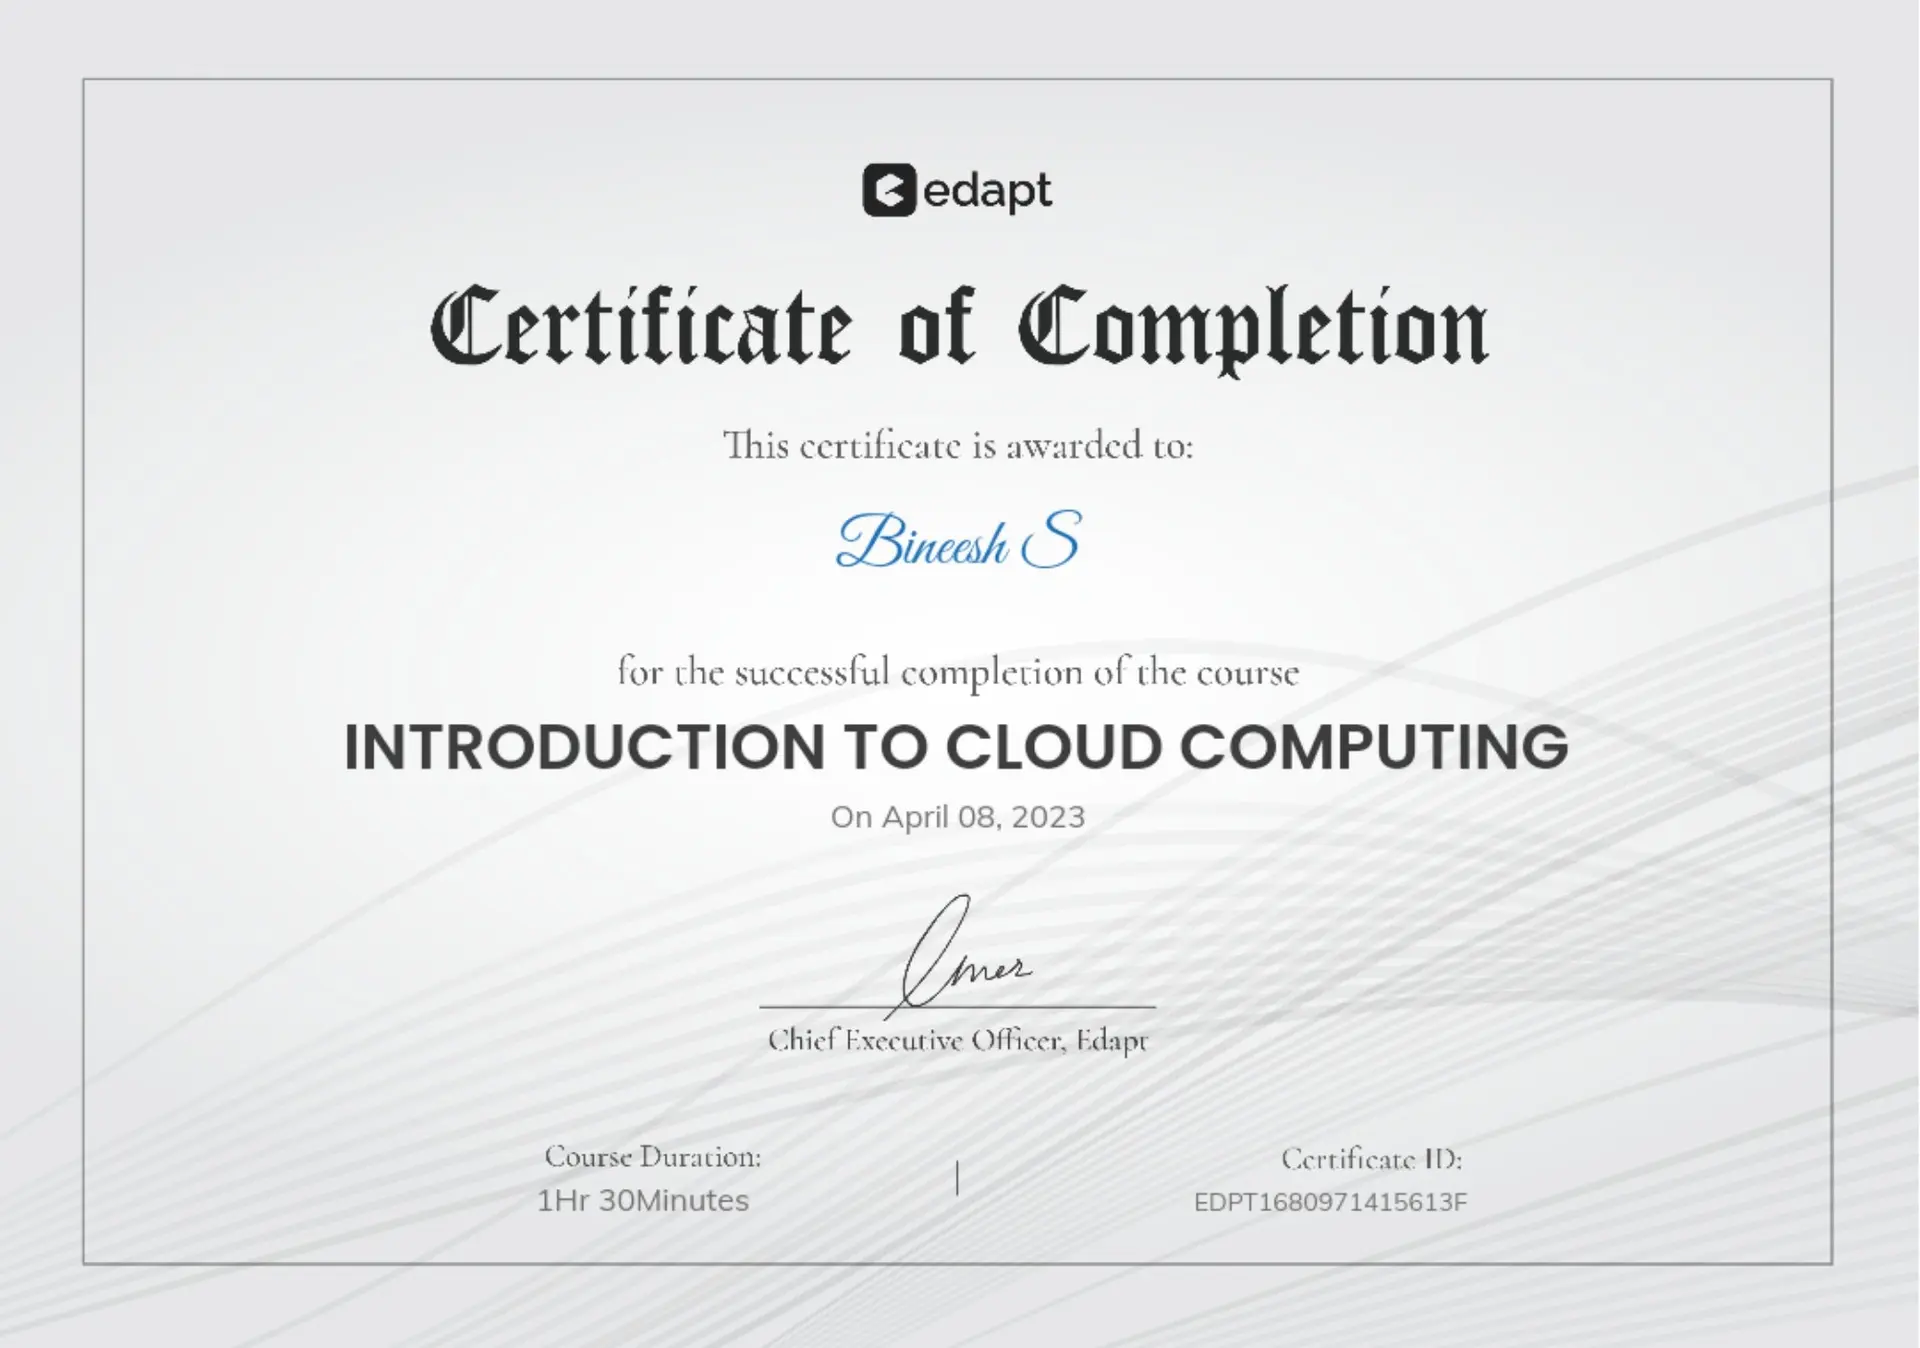 edapt
Certificate of Completion
This certificate is awarded to:
Bineesh S
for the successful completion of the course
INTRODUCTION TO CLOUD COMPUTING
On April 08, 2023
Omer
Chief Executive Officer, Edapt
Course Duration:
1Hr 30Minutes
|
Certificate ID:
EDPT1680971415613F